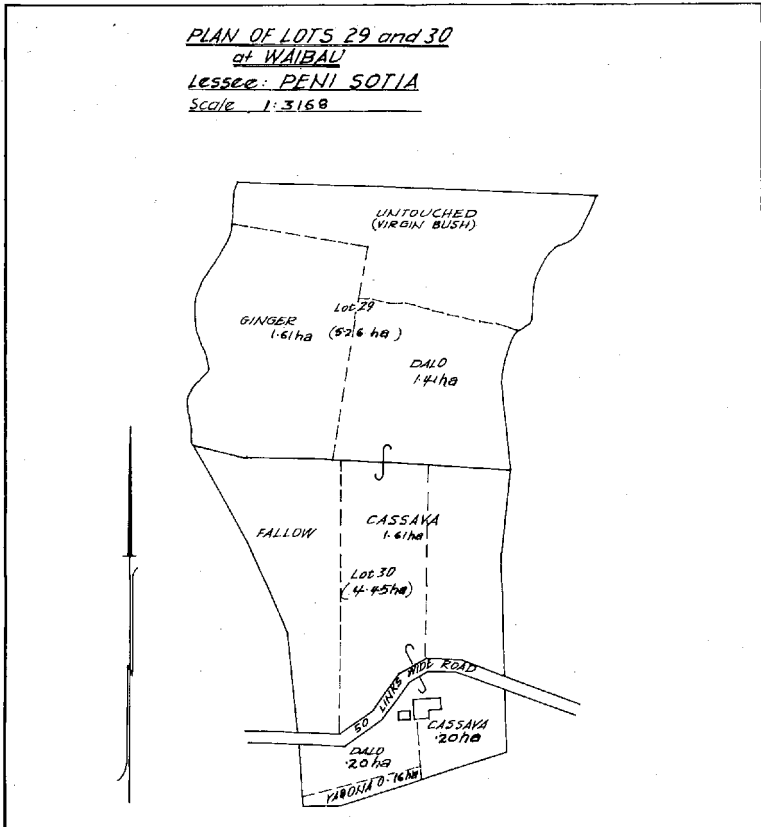 PLAN OF LOTS 29 and 30
at WAIBAU
Lessee: PENI SOTIA
Scale 1:3168
UNTOUCHED
(VIRGIN BUSH)
Lot 29
(5.26 ha)
GINGER
1.61ha
DALO
1.41ha
FALLOW
CASSAVA
1.61ha
Lot 30
(4.45ha)
50 LINKS WIDE ROAD
CASSAVA
.20ha
DALO
.20ha
YAQONA 0.16ha